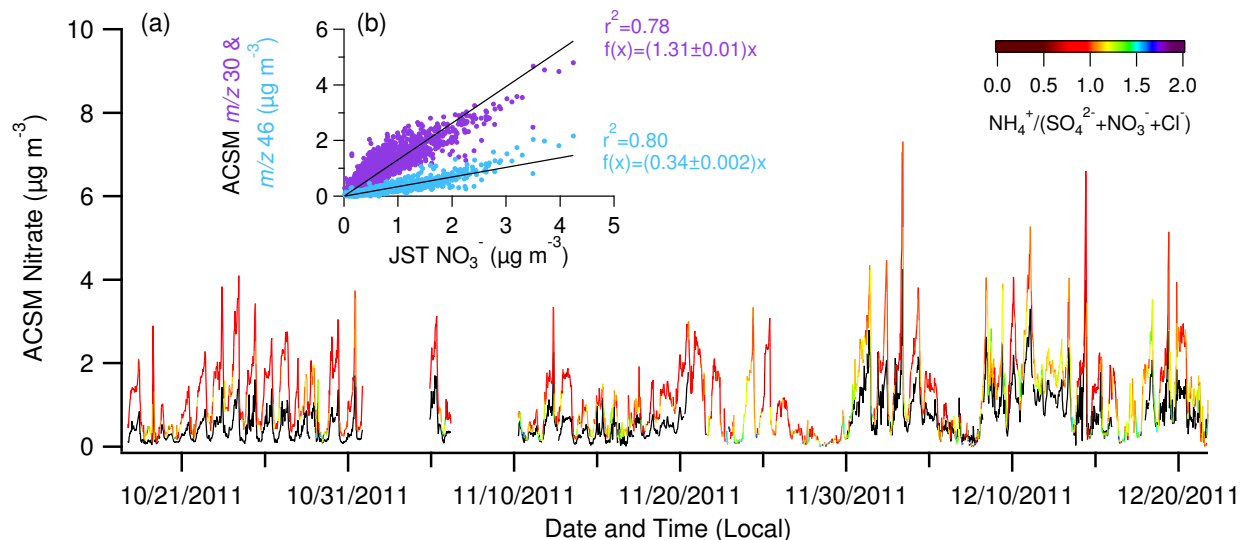 (a)
(b)
ACSM m/z 30 &
m/z 46 (μg m⁻³)
6
4
2
0
0 1 2 3 4 5
JST NO₃⁻ (μg m⁻³)
r²=0.78
f(x)=(1.31±0.01)x
r²=0.80
f(x)=(0.34±0.002)x
0.0 0.5 1.0 1.5 2.0
NH₄⁺/(SO₄²⁻+NO₃⁻+Cl⁻)
ACSM Nitrate (μg m⁻³)
10
8
6
4
2
0
10/21/2011 10/31/2011 11/10/2011 11/20/2011 11/30/2011 12/10/2011 12/20/2011
Date and Time (Local)